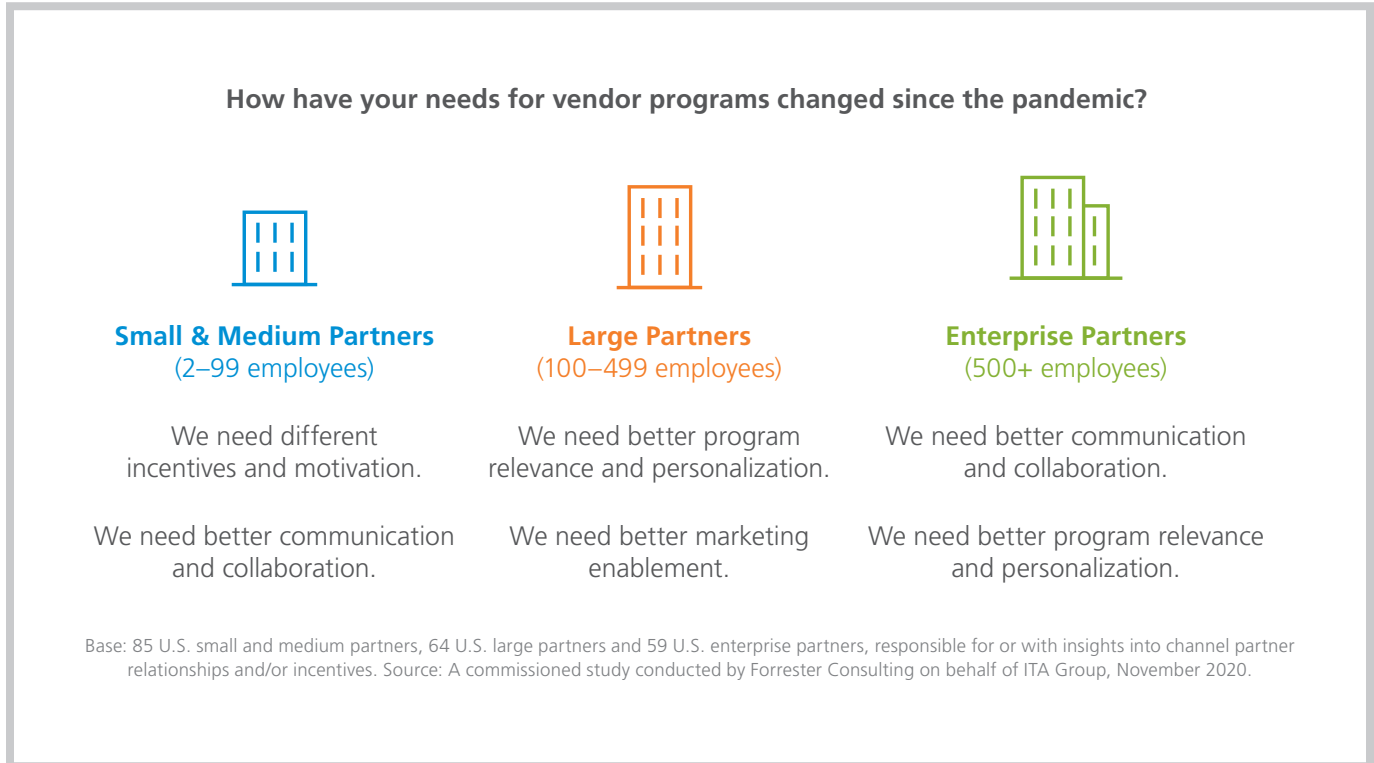 How have your needs for vendor programs changed since the pandemic?
Small & Medium Partners
(2–99 employees)
We need different
incentives and motivation.
We need better communication
and collaboration.
Large Partners
(100–499 employees)
We need better program
relevance and personalization.
We need better marketing
enablement.
Enterprise Partners
(500+ employees)
We need better communication
and collaboration.
We need better program relevance
and personalization.
Base: 85 U.S. small and medium partners, 64 U.S. large partners and 59 U.S. enterprise partners, responsible for or with insights into channel partner
relationships and/or incentives. Source: A commissioned study conducted by Forrester Consulting on behalf of ITA Group, November 2020.